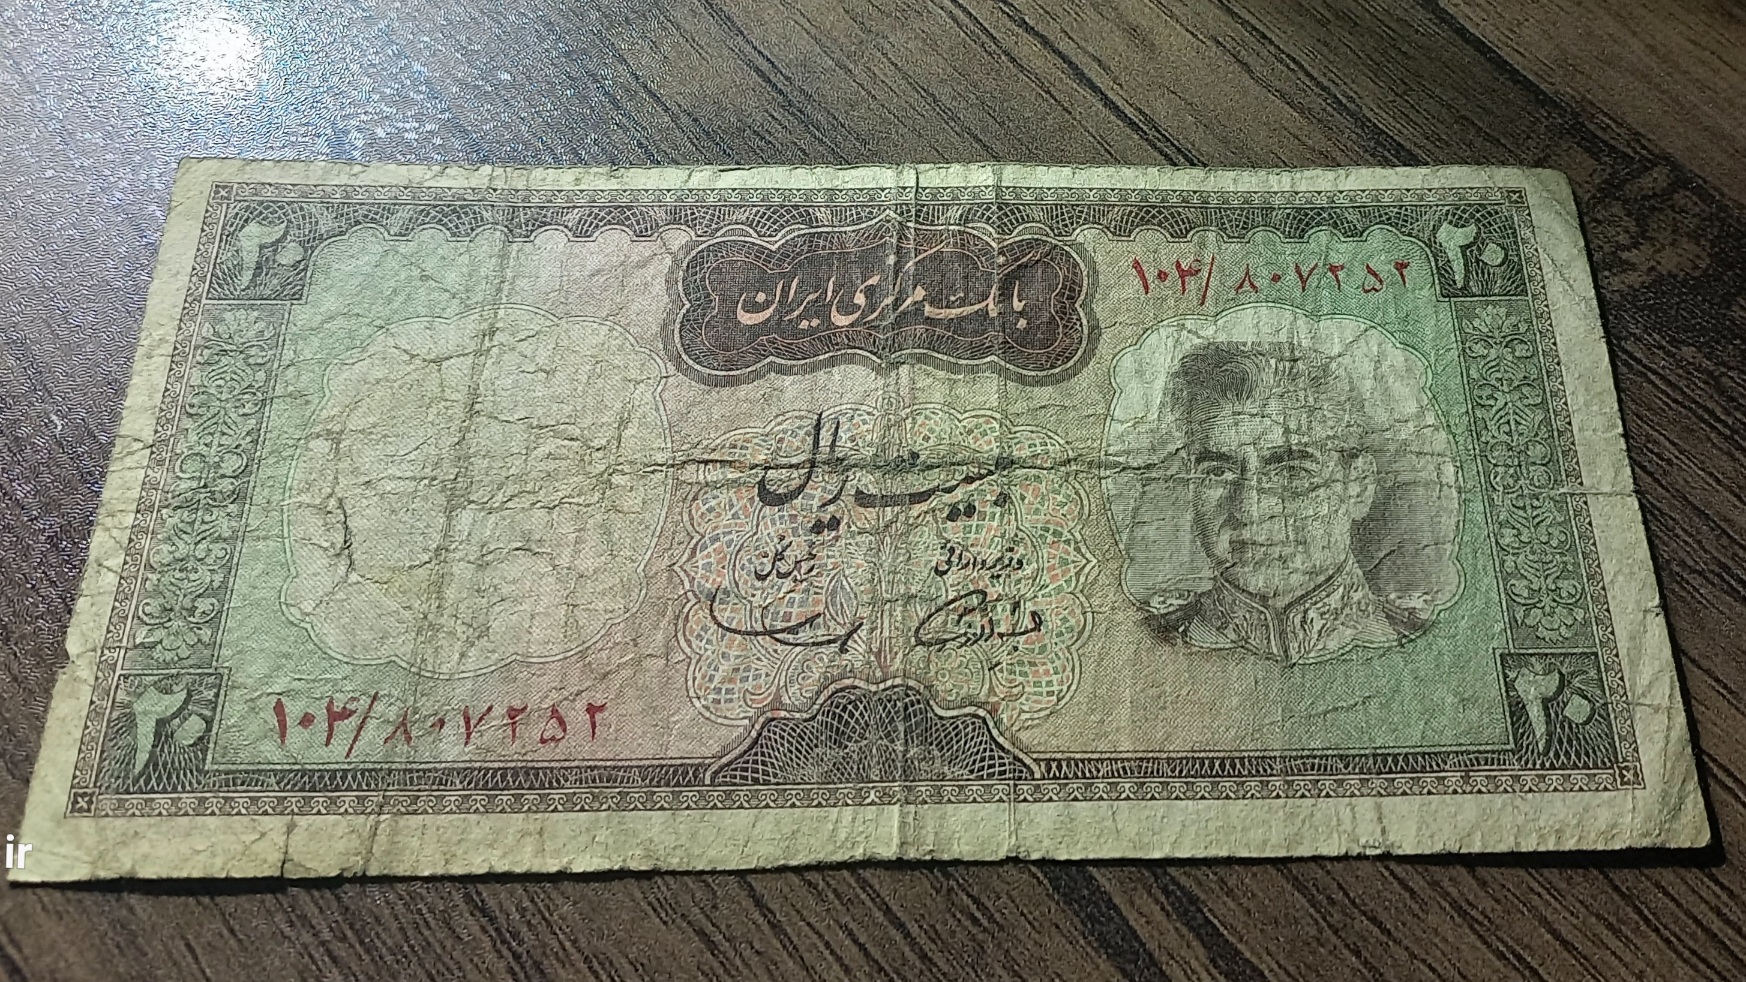 ۲۰
بانک مرکزی ایران
۱۰۴/۸۰۷۲۵۲
۲۰
بیست ریال
وزیر دارائی
رئیس کل
۲۰
۱۰۴/۸۰۷۲۵۲
۲۰
ir